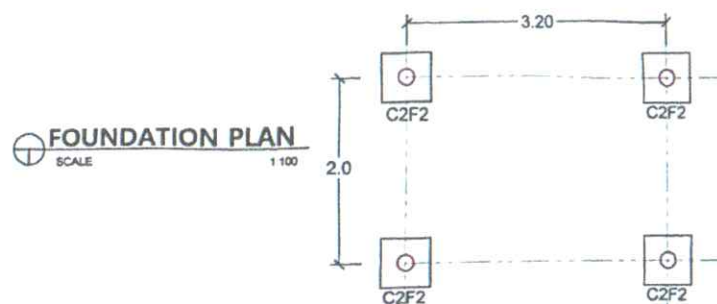 3.20
C2F2
C2F2
FOUNDATION PLAN
SCALE
1 100
2.0
C2F2
C2F2